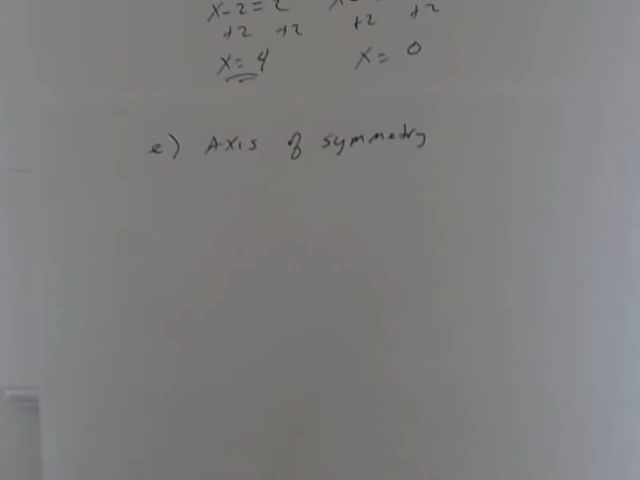 x-2=2 x
+2 +2 +2 +2
x=4 x=0
e) Axis of symmetry